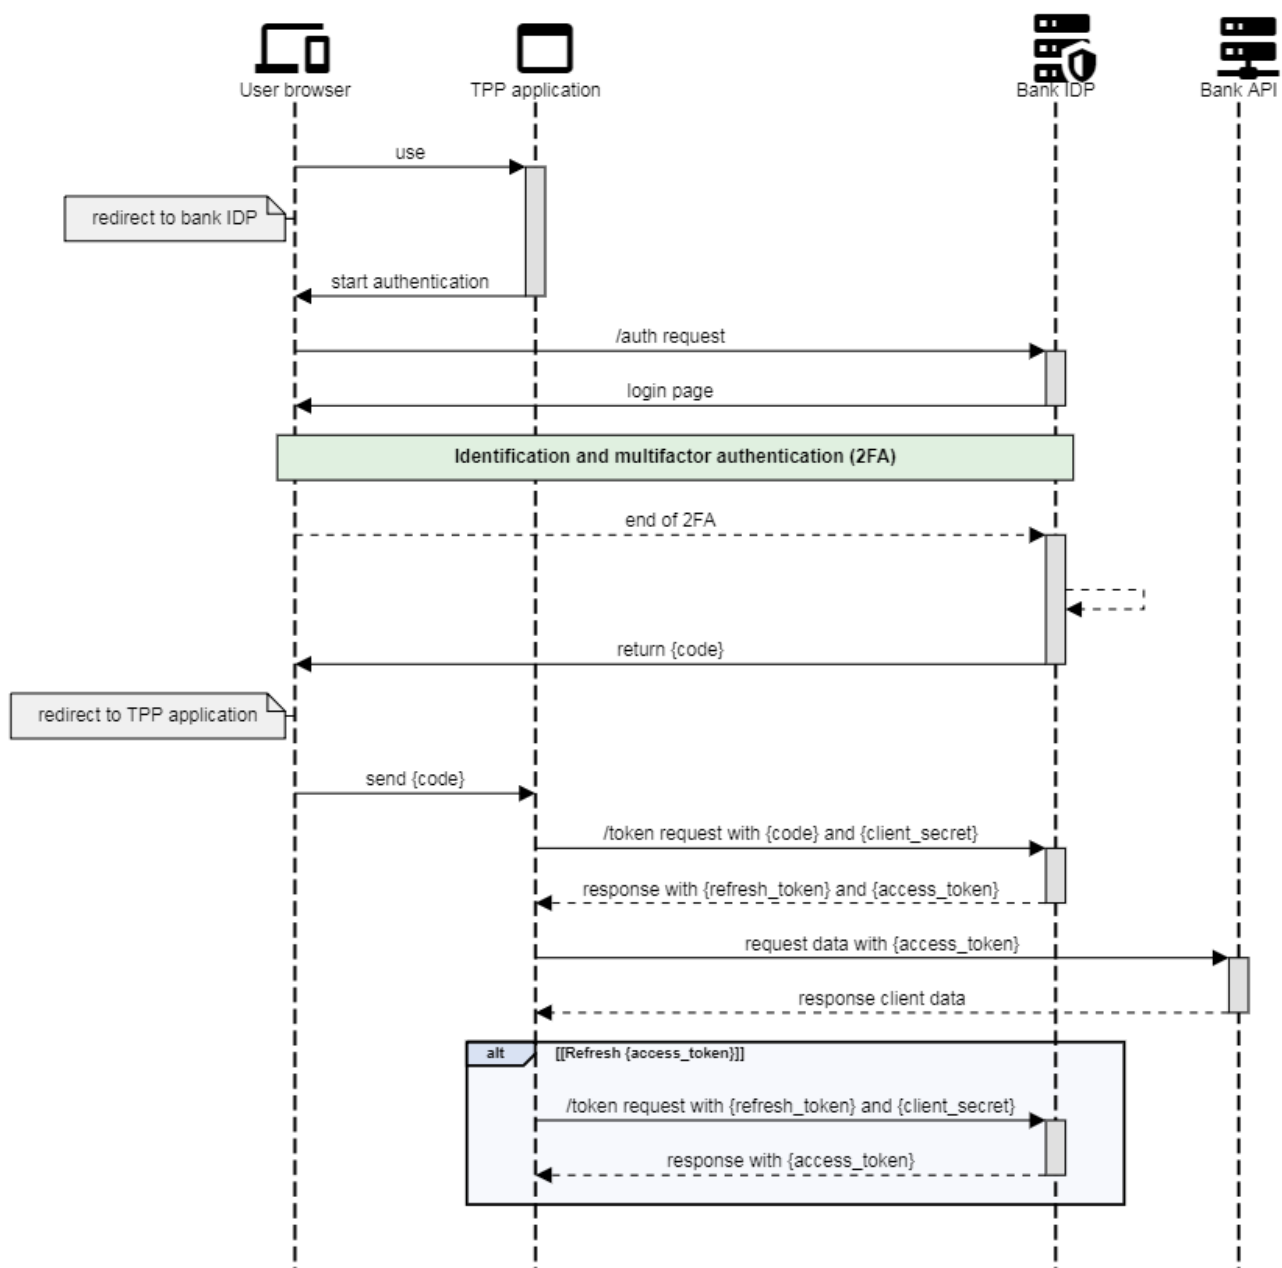 User browser
TPP application
Bank IDP
Bank API
use
redirect to bank IDP
start authentication
/auth request
login page
Identification and multifactor authentication (2FA)
end of 2FA
return {code}
redirect to TPP application
send {code}
/token request with {code} and {client_secret}
response with {refresh_token} and {access_token}
request data with {access_token}
response client data
alt
[[Refresh {access_token}]]
/token request with {refresh_token} and {client_secret}
response with {access_token}